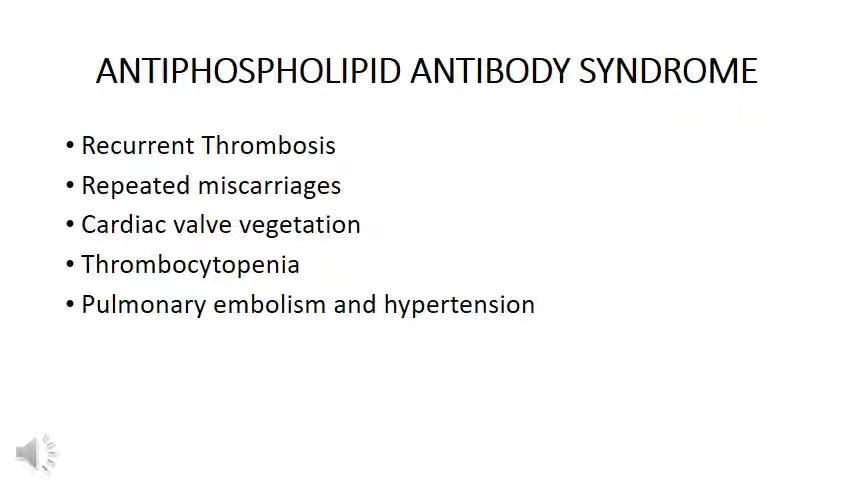 ANTIPHOSPHOLIPID ANTIBODY SYNDROME
• Recurrent Thrombosis
• Repeated miscarriages
• Cardiac valve vegetation
• Thrombocytopenia
• Pulmonary embolism and hypertension